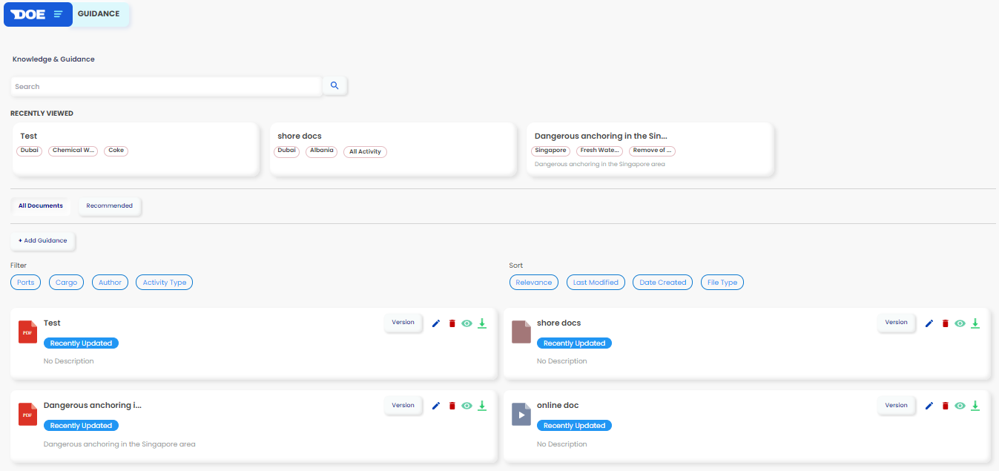 DOE GUIDANCE
Knowledge & Guidance
Search
RECENTLY VIEWED
Test
Dubai Chemical W... Coke
shore docs
Dubai Albania All Activity
Dangerous anchoring in the Sin...
Singapore Fresh Wate... Remove of ...
Dangerous anchoring in the Singapore area
All Documents Recommended
+ Add Guidance
Filter
Ports Cargo Author Activity Type
Sort
Relevance Last Modified Date Created File Type
PDF
Test Version
Recently Updated
No Description
shore docs Version
Recently Updated
No Description
PDF
Dangerous anchoring i... Version
Recently Updated
Dangerous anchoring in the Singapore area
online doc Version
Recently Updated
No Description